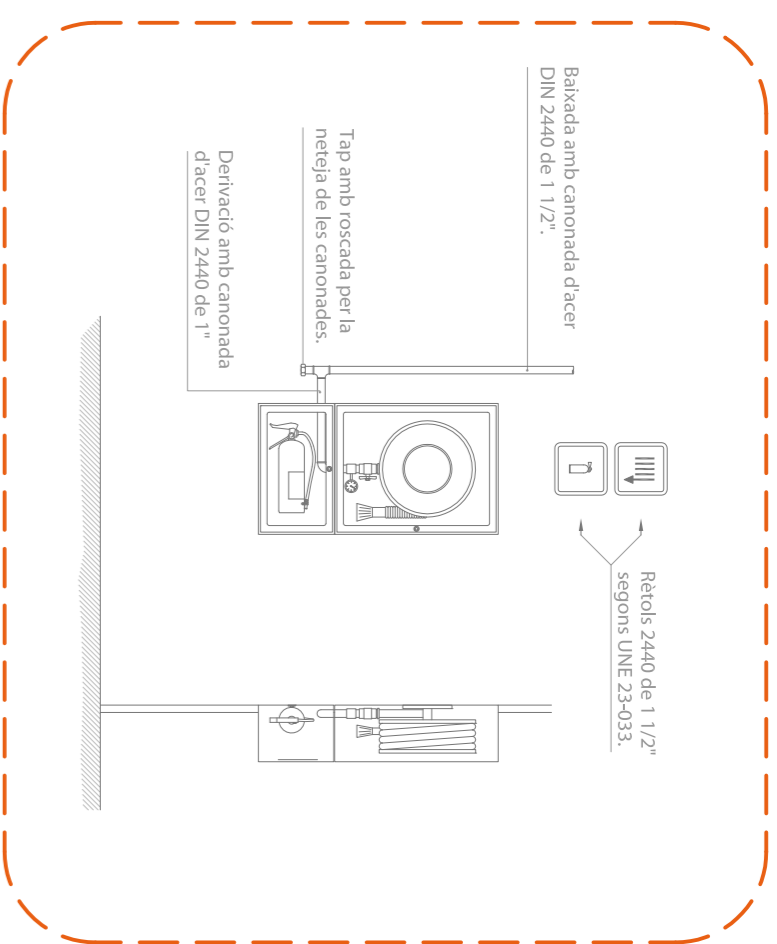 Baixada amb canonada d'acer
DIN 2440 de 1 1/2".
Tap amb roscada per la
neteja de les canonades.
Derivació amb canonada
d'acer DIN 2440 de 1"
Rètols 2440 de 1 1/2"
segons UNE 23-033.